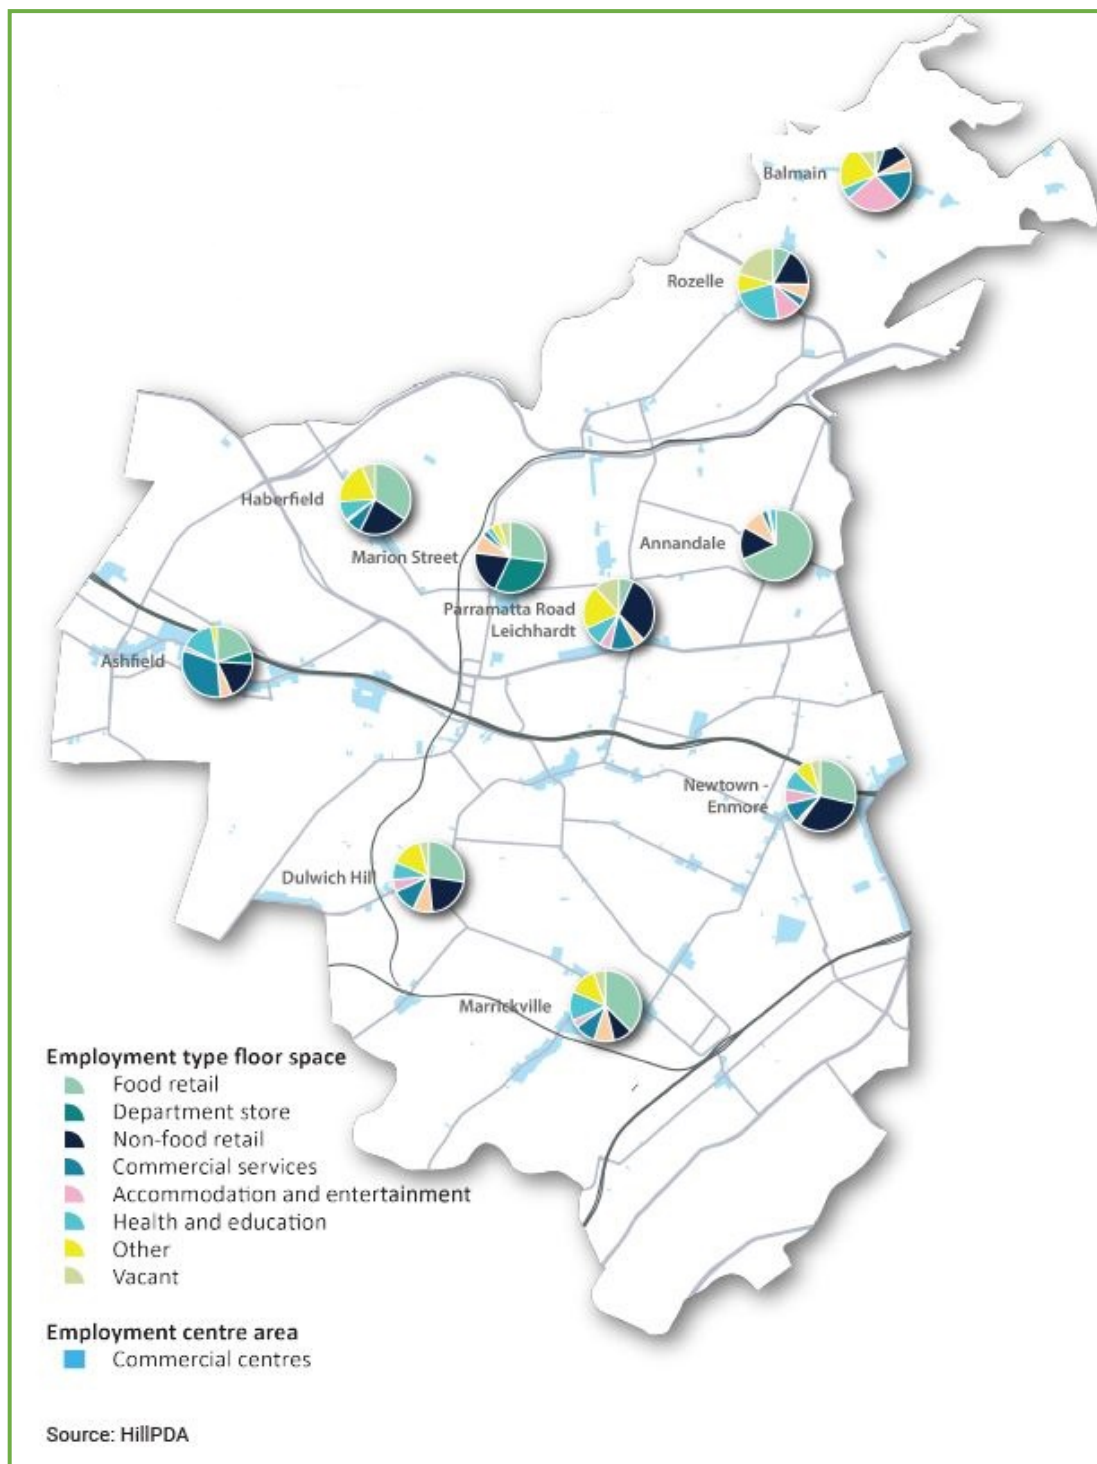 Balmain
Rozelle
Haberfield
Marion Street
Annandale
Parramatta Road
Leichhardt
Ashfield
Newtown -
Enmore
Dulwich Hill
Marrickville
Employment type floor space
Food retail
Department store
Non-food retail
Commercial services
Accommodation and entertainment
Health and education
Other
Vacant
Employment centre area
Commercial centres
Source: HillPDA